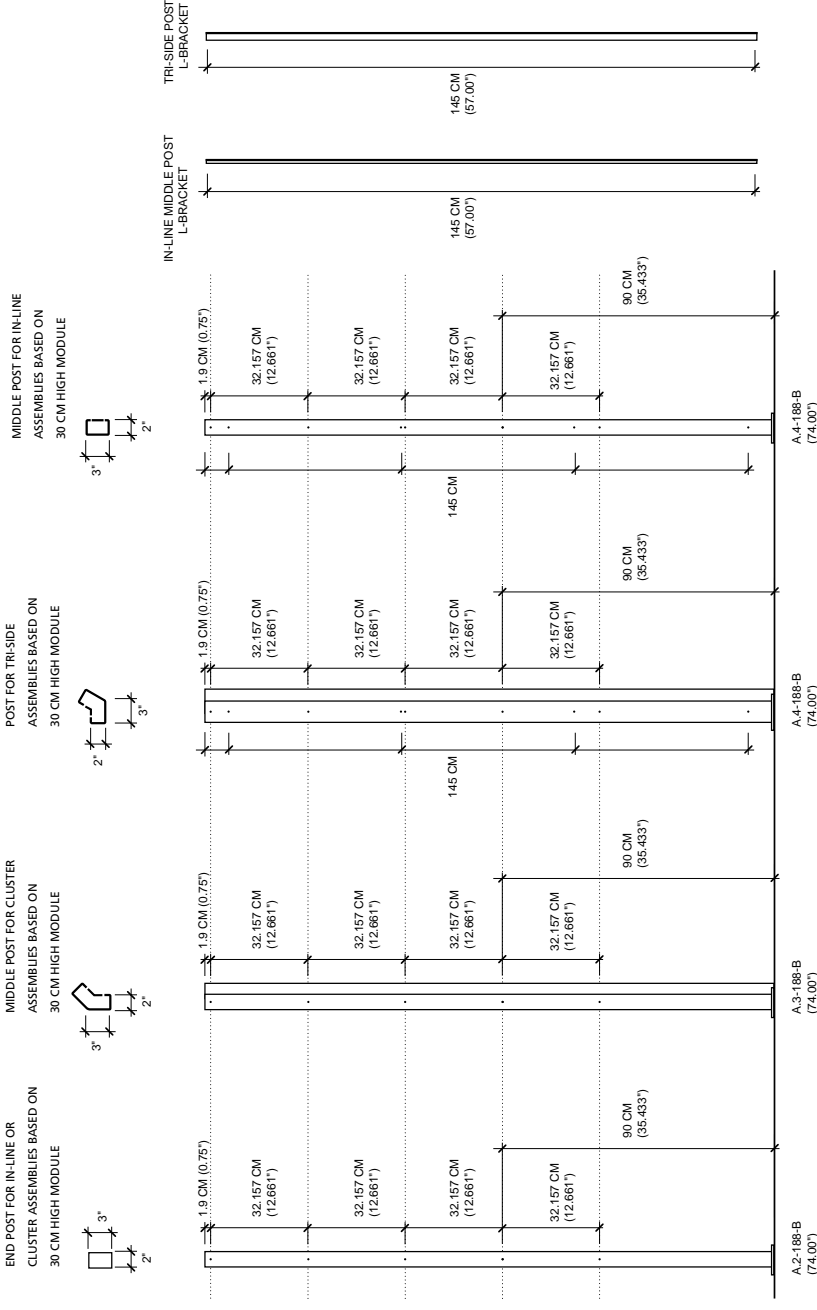 END POST FOR IN-LINE OR
CLUSTER ASSEMBLIES BASED ON
30 CM HIGH MODULE
3"
2"
1.9 CM (0.75")
32.157 CM
(12.661")
32.157 CM
(12.661")
32.157 CM
(12.661")
32.157 CM
(12.661")
90 CM
(35.433")
A.2-188-B
(74.00")
MIDDLE POST FOR CLUSTER
ASSEMBLIES BASED ON
30 CM HIGH MODULE
3"
2"
1.9 CM (0.75")
32.157 CM
(12.661")
32.157 CM
(12.661")
32.157 CM
(12.661")
32.157 CM
(12.661")
90 CM
(35.433")
A.3-188-B
(74.00")
POST FOR TRI-SIDE
ASSEMBLIES BASED ON
30 CM HIGH MODULE
2"
3"
1.9 CM (0.75")
32.157 CM
(12.661")
32.157 CM
(12.661")
32.157 CM
(12.661")
32.157 CM
(12.661")
145 CM
90 CM
(35.433")
A.4-188-B
(74.00")
MIDDLE POST FOR IN-LINE
ASSEMBLIES BASED ON
30 CM HIGH MODULE
3"
2"
1.9 CM (0.75")
32.157 CM
(12.661")
32.157 CM
(12.661")
32.157 CM
(12.661")
32.157 CM
(12.661")
145 CM
90 CM
(35.433")
A.4-188-B
(74.00")
IN-LINE MIDDLE POST
L-BRACKET
145 CM
(57.00")
TRI-SIDE POST
L-BRACKET
145 CM
(57.00")